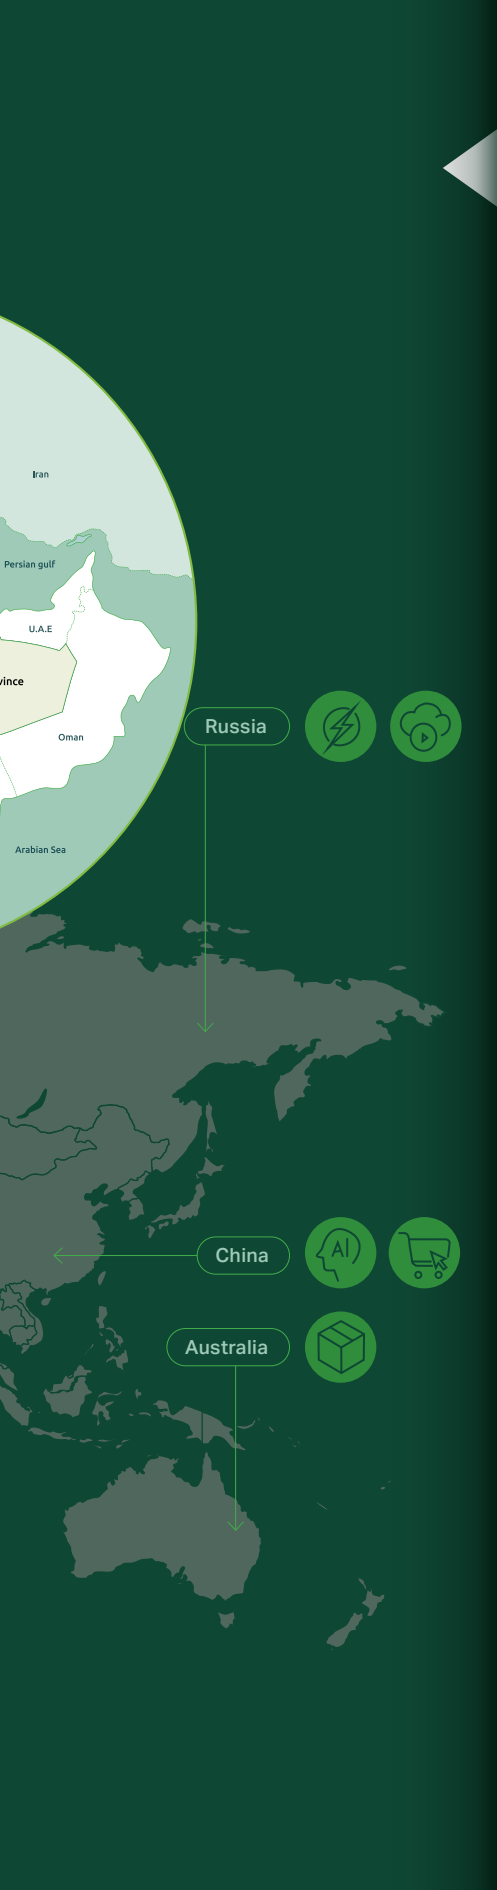 Iran
Persian gulf
U.A.E
vince
Oman
Russia
Arabian Sea
China
AI
Australia